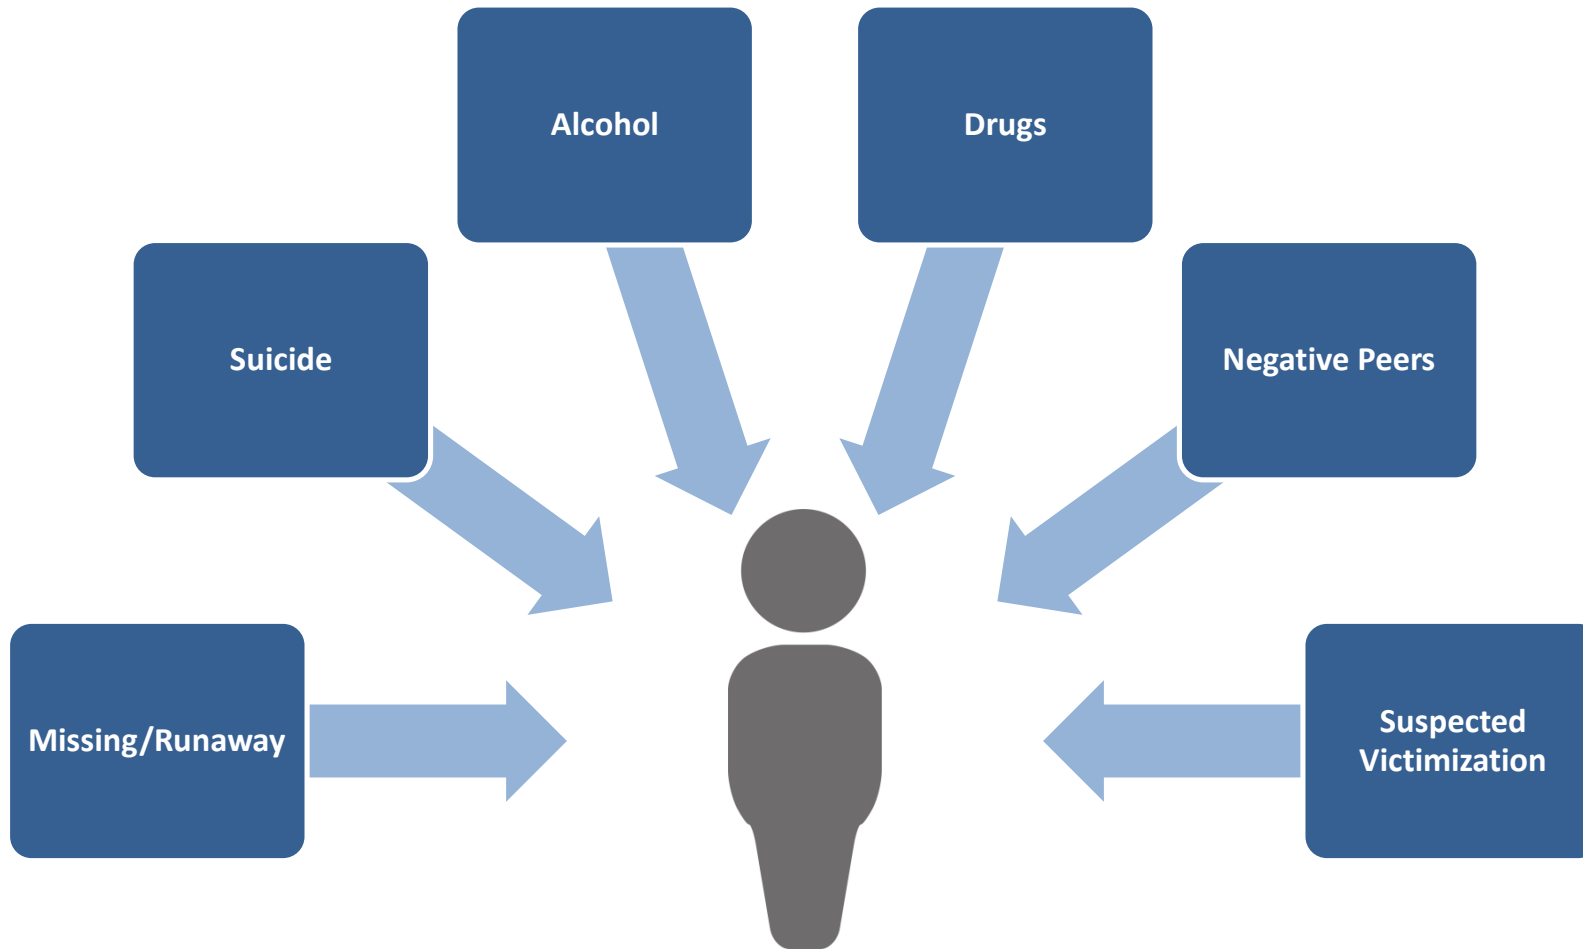 Alcohol
Drugs
Suicide
Negative Peers
Missing/Runaway
Suspected
Victimization